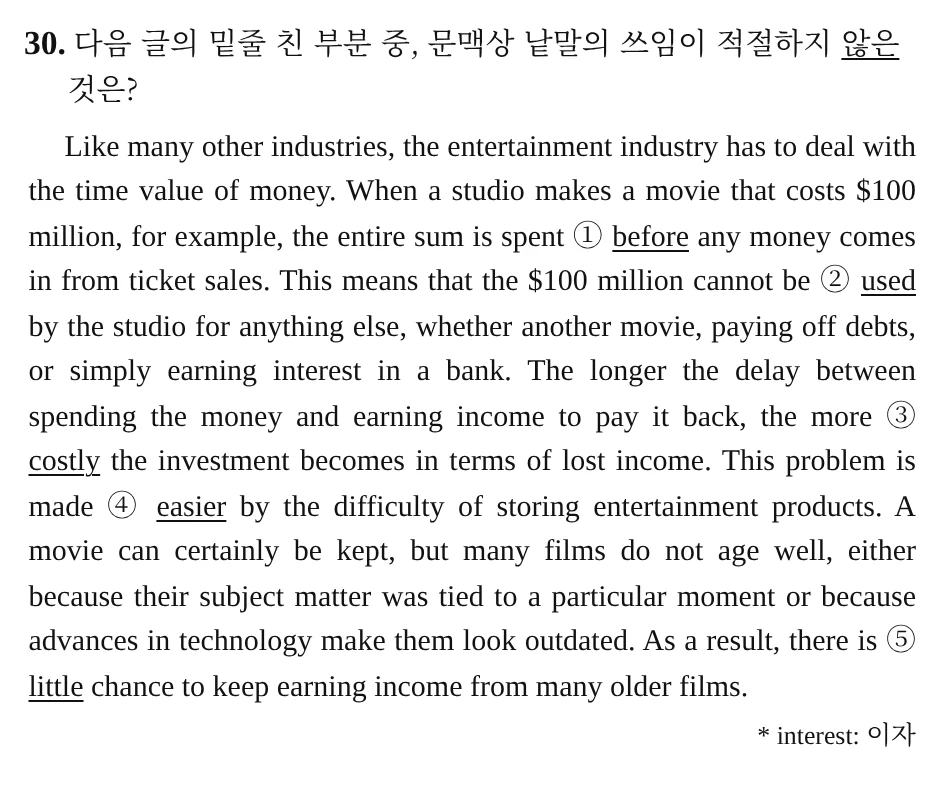 30. 다음 글의 밑줄 친 부분 중, 문맥상 낱말의 쓰임이 적절하지 않은
것은?
Like many other industries, the entertainment industry has to deal with
the time value of money. When a studio makes a movie that costs $100
million, for example, the entire sum is spent ① before any money comes
in from ticket sales. This means that the $100 million cannot be ② used
by the studio for anything else, whether another movie, paying off debts,
or simply earning interest in a bank. The longer the delay between
spending the money and earning income to pay it back, the more ③
costly the investment becomes in terms of lost income. This problem is
made ④ easier by the difficulty of storing entertainment products. A
movie can certainly be kept, but many films do not age well, either
because their subject matter was tied to a particular moment or because
advances in technology make them look outdated. As a result, there is ⑤
little chance to keep earning income from many older films.
* interest: 이자